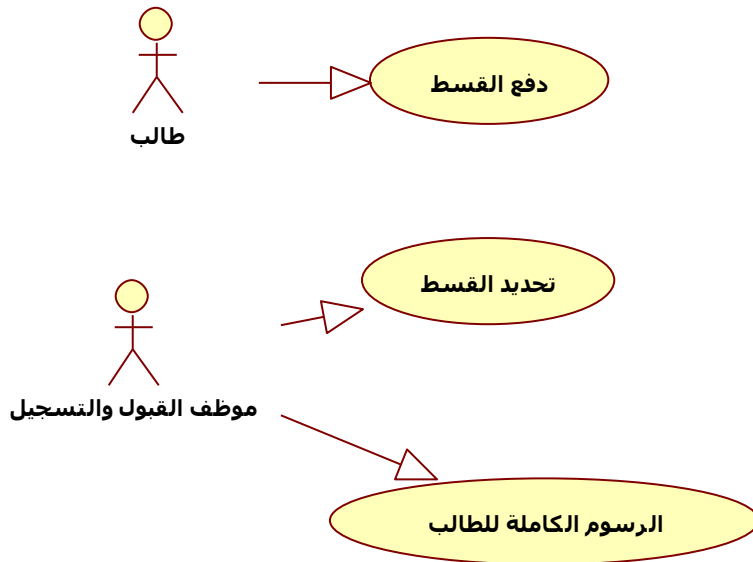 دفع القسط
طالب
تحديد القسط
موظف القبول والتسجيل
الرسوم الكاملة للطالب